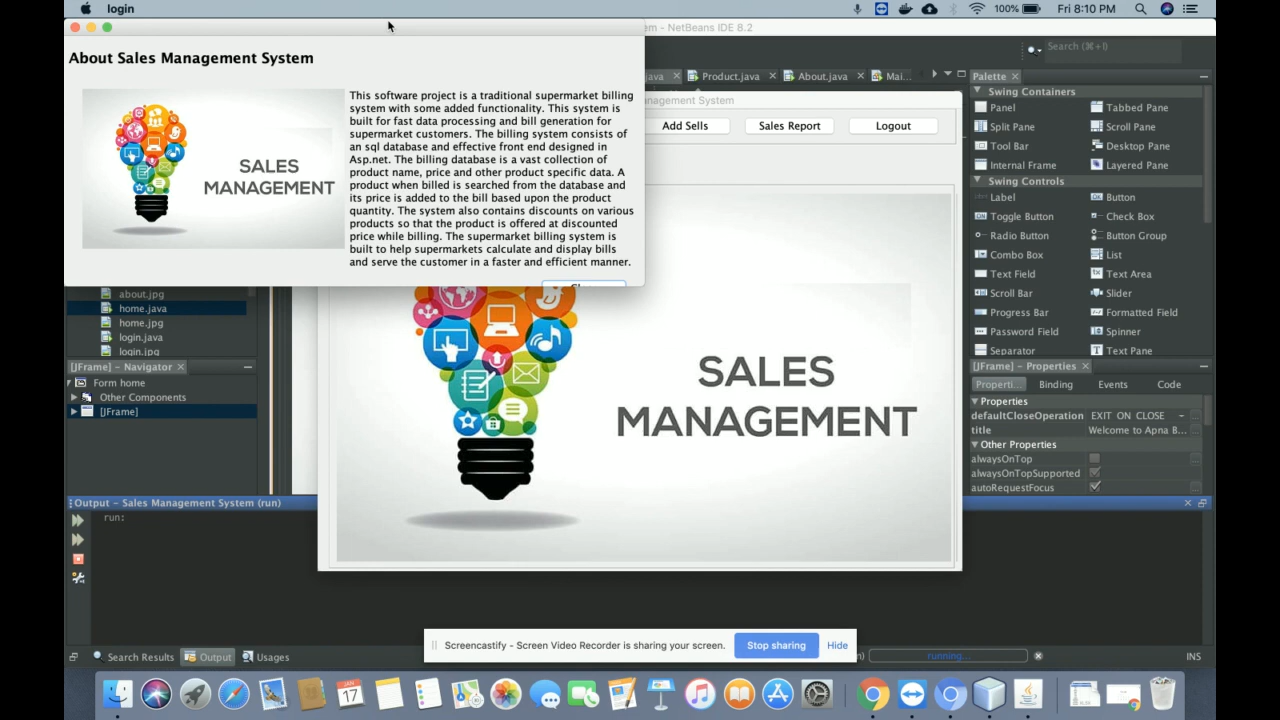 login
100%
Fri 8:10 PM
NetBeans IDE 8.2
Search (⌘+I)
About Sales Management System
This software project is a traditional supermarket billing
system with some added functionality. This system is
built for fast data processing and bill generation for
supermarket customers. The billing system consists of
an sql database and effective front end designed in
Asp.net. The billing database is a vast collection of
product name, price and other product specific data. A
product when billed is searched from the database and
its price is added to the bill based upon the product
quantity. The system also contains discounts on various
products so that the product is offered at discounted
price while billing. The supermarket billing system is
built to help supermarkets calculate and display bills
and serve the customer in a faster and efficient manner.
SALES
MANAGEMENT
Product.java
About.java
Mai...
System
Add Sells
Sales Report
Logout
SALES
MANAGEMENT
Palette
Swing Containers
Panel
Tabbed Pane
Split Pane
Scroll Pane
Tool Bar
Desktop Pane
Internal Frame
Layered Pane
Swing Controls
Label
Button
Toggle Button
Check Box
Radio Button
Button Group
Combo Box
List
Text Field
Text Area
Scroll Bar
Slider
Progress Bar
Formatted Field
Password Field
Spinner
Separator
Text Pane
[JFrame] - Properties
Properti...
Binding
Events
Code
Properties
defaultCloseOperation EXIT_ON_CLOSE
title Welcome to Apna B...
Other Properties
alwaysOnTop
alwaysOnTopSupported
autoRequestFocus
about.jpg
home.java
home.jpg
login.java
login.jpg
[JFrame] - Navigator
Form home
Other Components
[JFrame]
Output - Sales Management System (run)
run:
Screencastify - Screen Video Recorder is sharing your screen.
Stop sharing
Hide
Search Results
Output
Usages
running...
INS
JAN
17